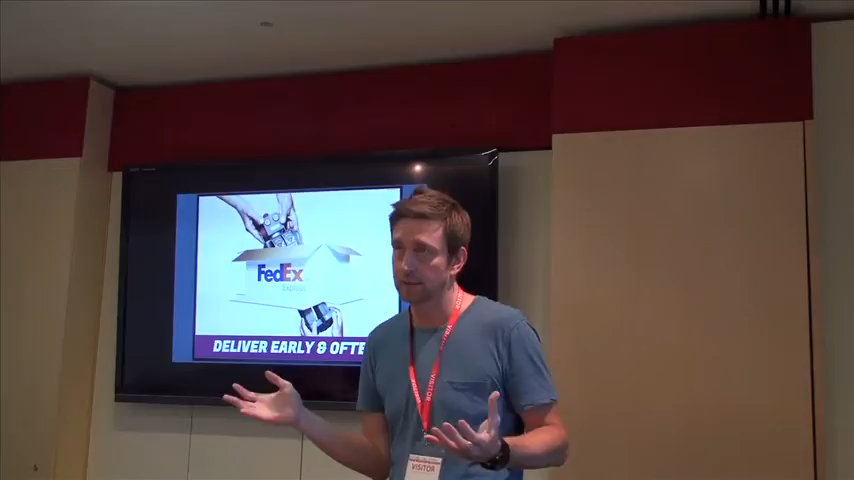 FedEx
Express
DELIVER EARLY & OFTE
VISITOR
VISITOR